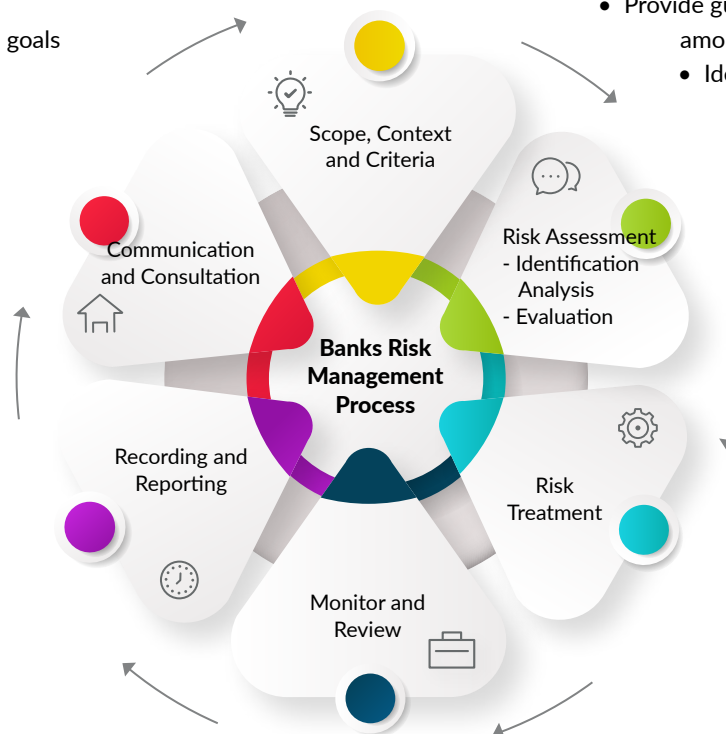 goals
• Provide gu
amo
• Ide
Scope, Context
and Criteria
Risk Assessment
- Identification
Analysis
- Evaluation
Communication
and Consultation
Banks Risk
Management
Process
Recording and
Reporting
Risk
Treatment
Monitor and
Review